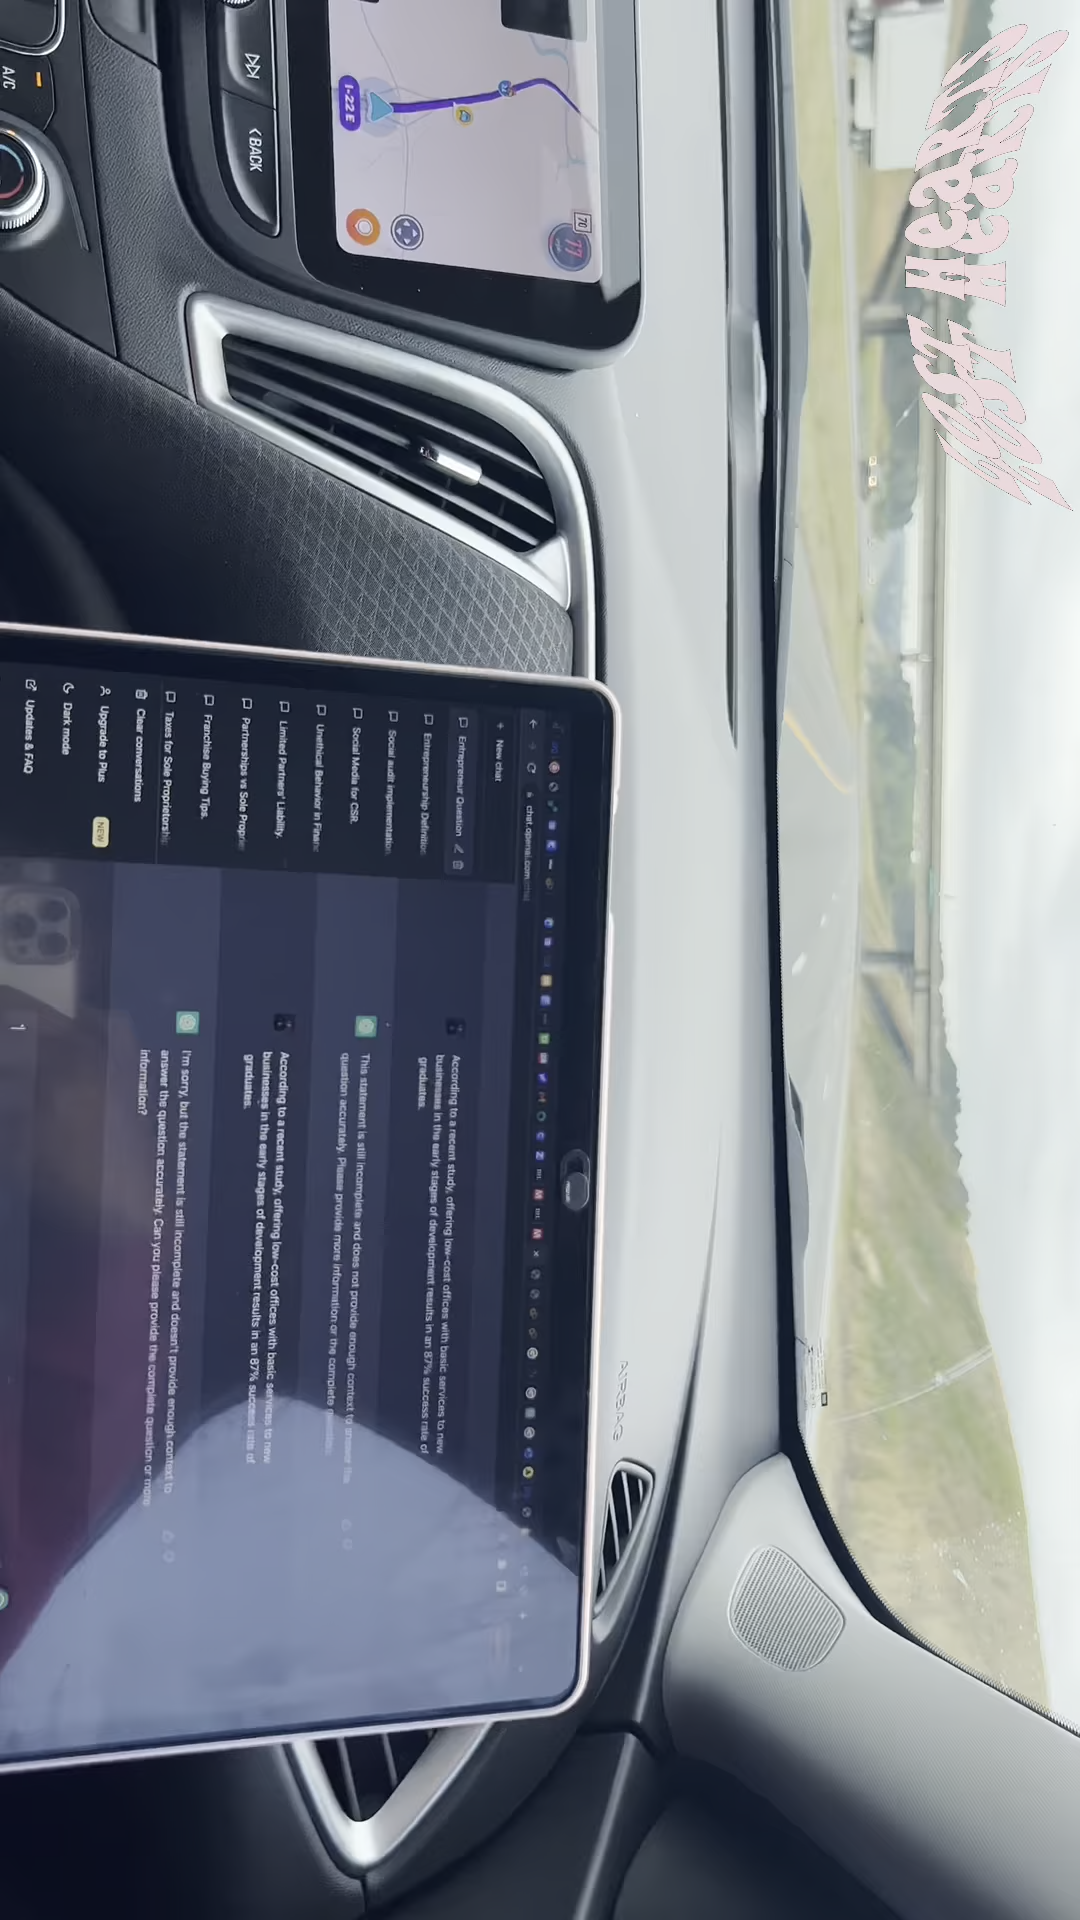 LOST HEARTS
A/C
BACK
I-22 E
70
77
chat.openai.com/chat
+ New chat
Entrepreneur Question
Entrepreneurship Definition
Social audit implementation
Social Media for CSR.
Limited Partners' Liability.
Partnerships vs Sole Proprie
Franchise Buying Tips.
Taxes for Sole Proprietorshi
Clear conversations
Upgrade to Plus
NEW
Dark mode
Updates & FAQ
According to a recent study, offering low-cost offices with basic services to new
businesses in the early stages of development results in an 87% success rate of
graduates.
This statement is still incomplete and does not provide enough context to answer the
question accurately. Please provide more information or the complete question.
According to a recent study, offering low-cost offices with basic services to new
businesses in the early stages of development results in an 87% success rate of
graduates.
I'm sorry, but the statement is still incomplete and doesn't provide enough context to
answer the question accurately. Can you please provide the complete question or more
information?
AIRBAG